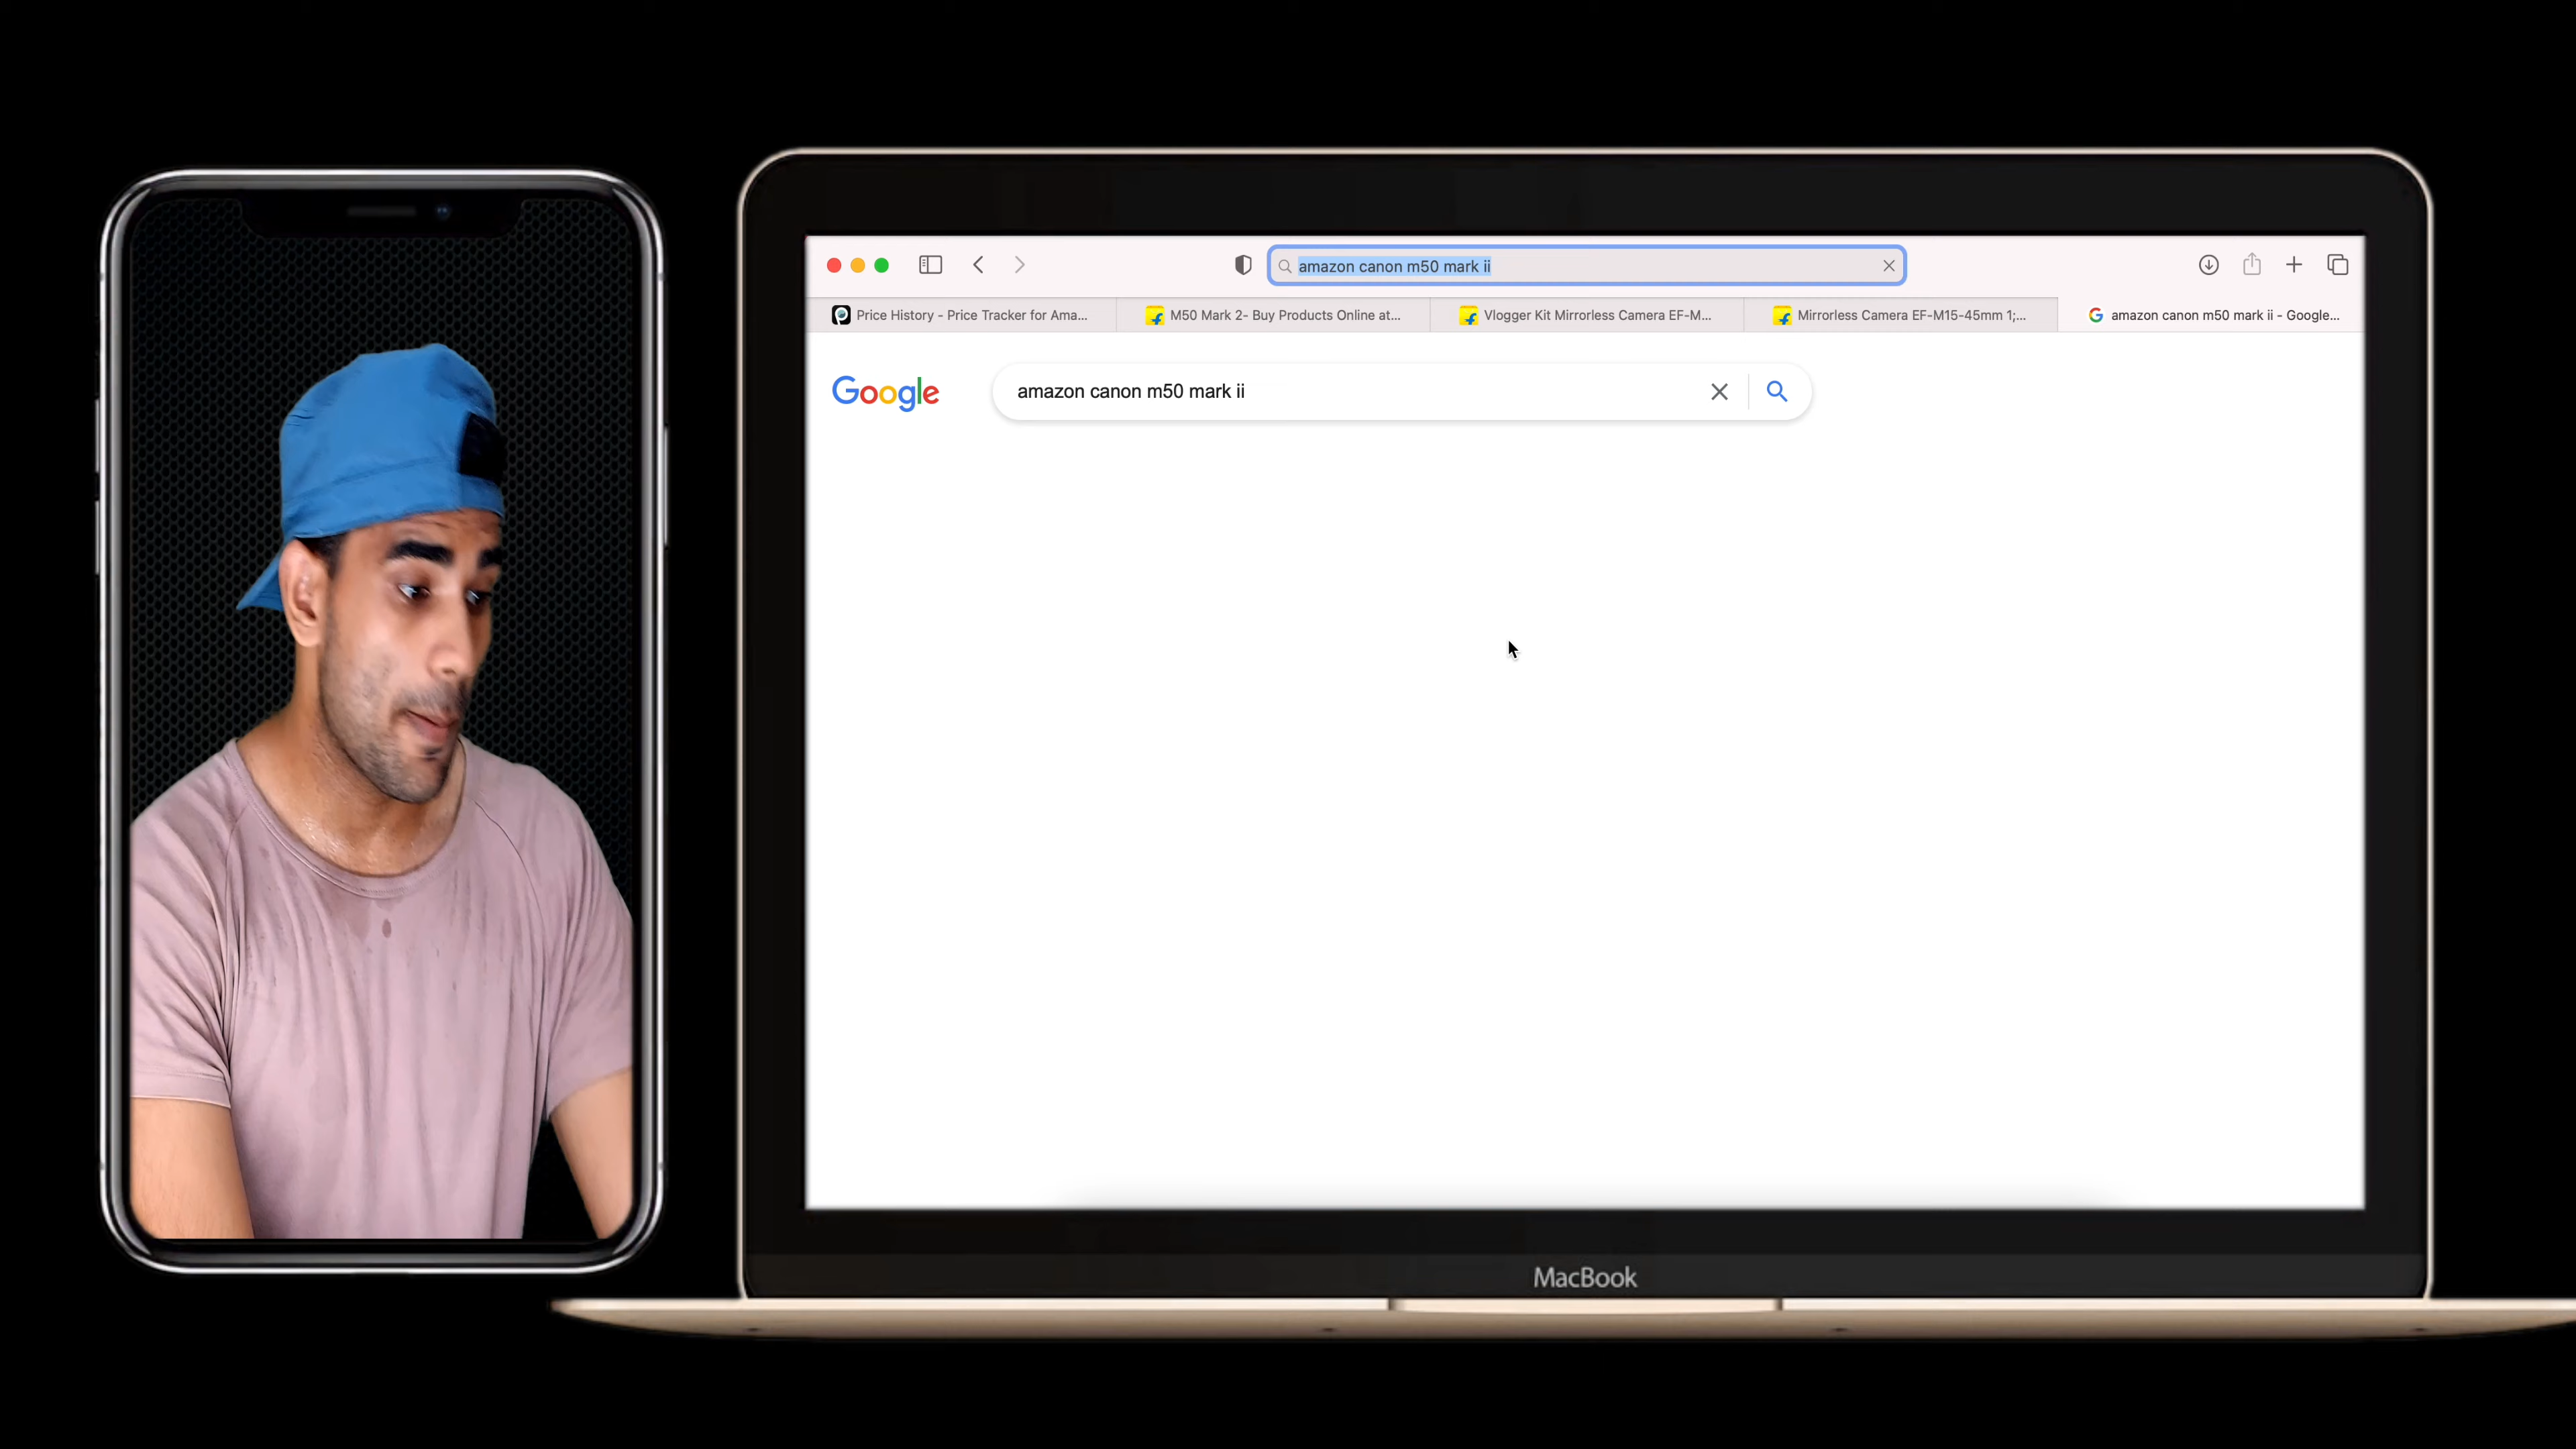 amazon canon m50 mark ii
Price History - Price Tracker for Ama...
M50 Mark 2- Buy Products Online at...
Vlogger Kit Mirrorless Camera EF-M...
Mirrorless Camera EF-M15-45mm 1;...
amazon canon m50 mark ii - Google...
Google
amazon canon m50 mark ii
MacBook